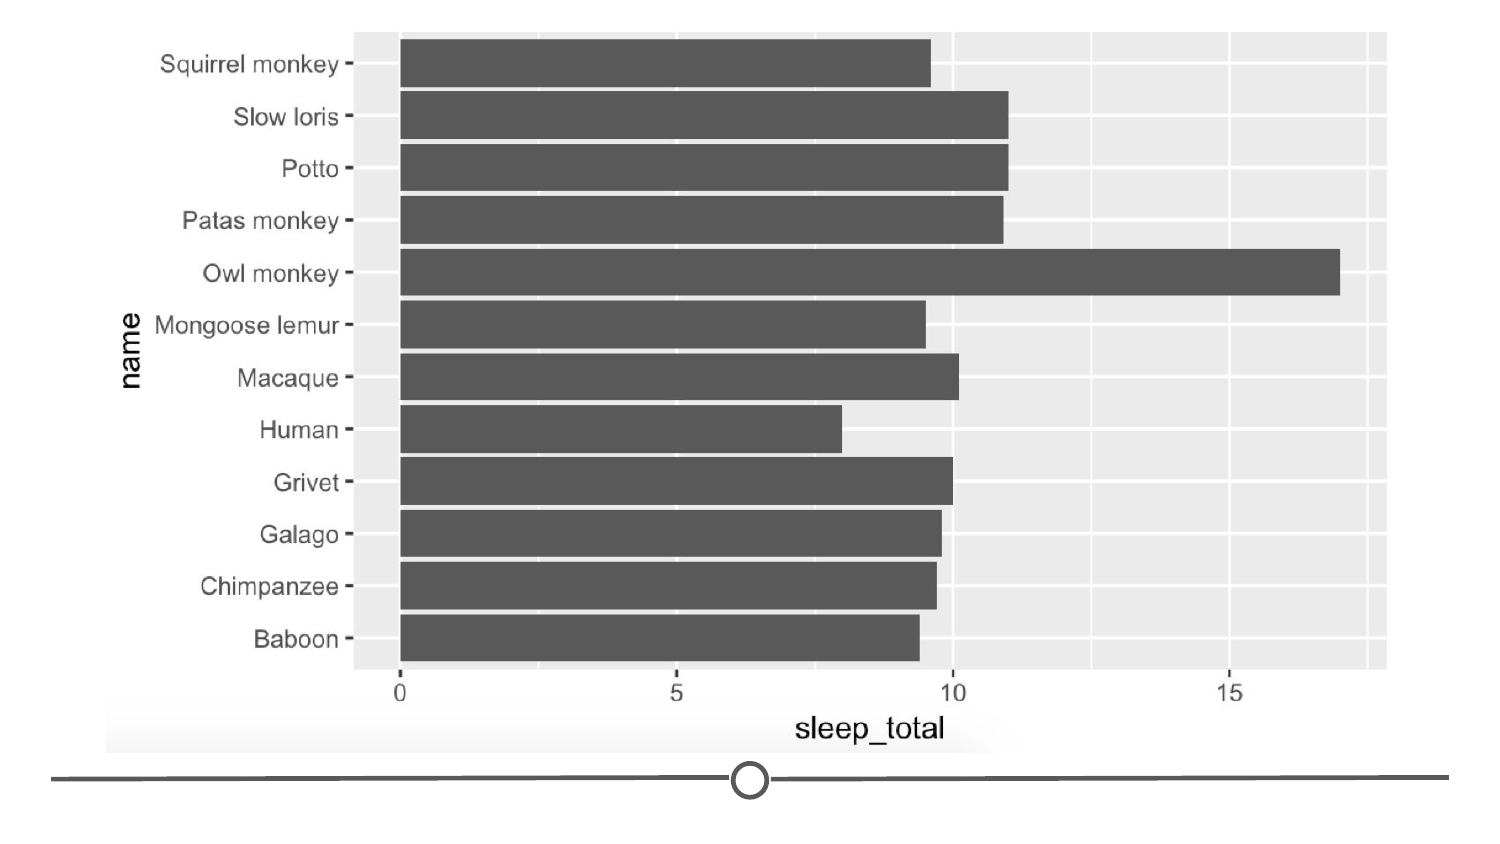 Squirrel monkey
Slow loris
Potto
Patas monkey
Owl monkey
Mongoose lemur
Macaque
Human
Grivet
Galago
Chimpanzee
Baboon
name
0 5 10 15
sleep_total